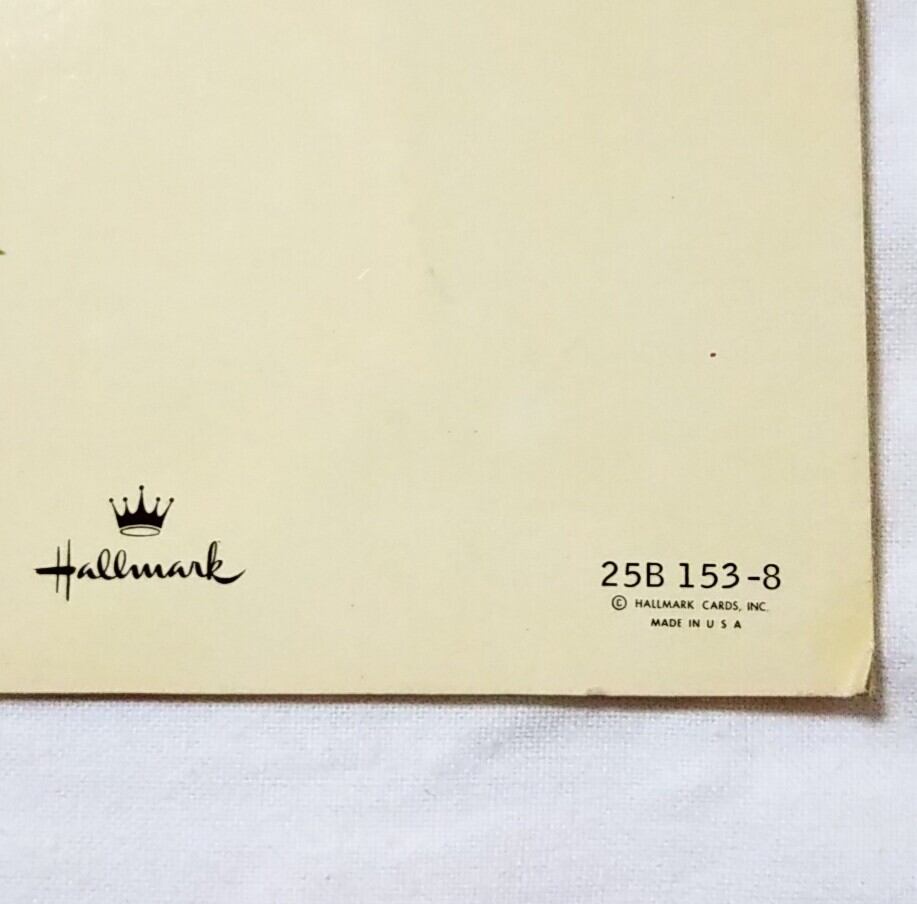 Hallmark
25B 153-8
© HALLMARK CARDS, INC.
MADE IN U S A